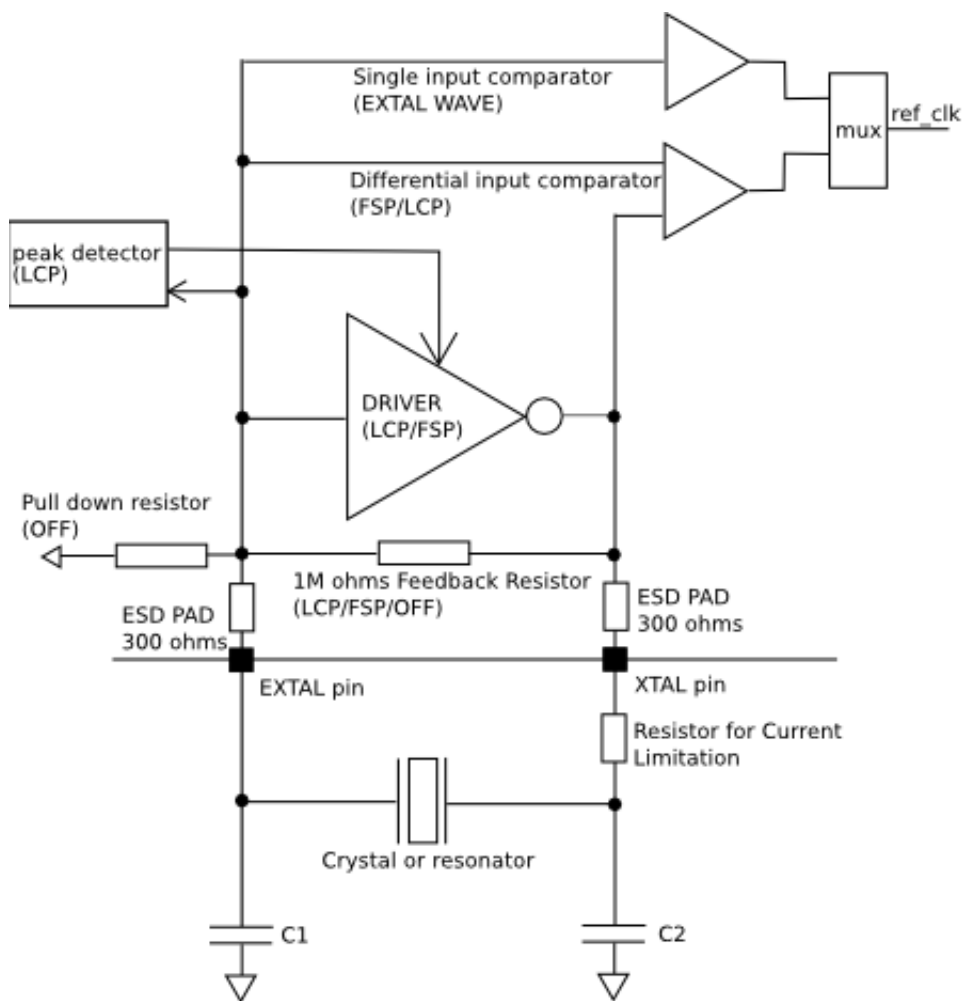 Single input comparator
(EXTAL WAVE)
ref_clk
mux
Differential input comparator
(FSP/LCP)
peak detector
(LCP)
DRIVER
(LCP/FSP)
Pull down resistor
(OFF)
1M ohms Feedback Resistor
(LCP/FSP/OFF)
ESD PAD
300 ohms
ESD PAD
300 ohms
EXTAL pin
XTAL pin
Resistor for Current
Limitation
Crystal or resonator
C1
C2